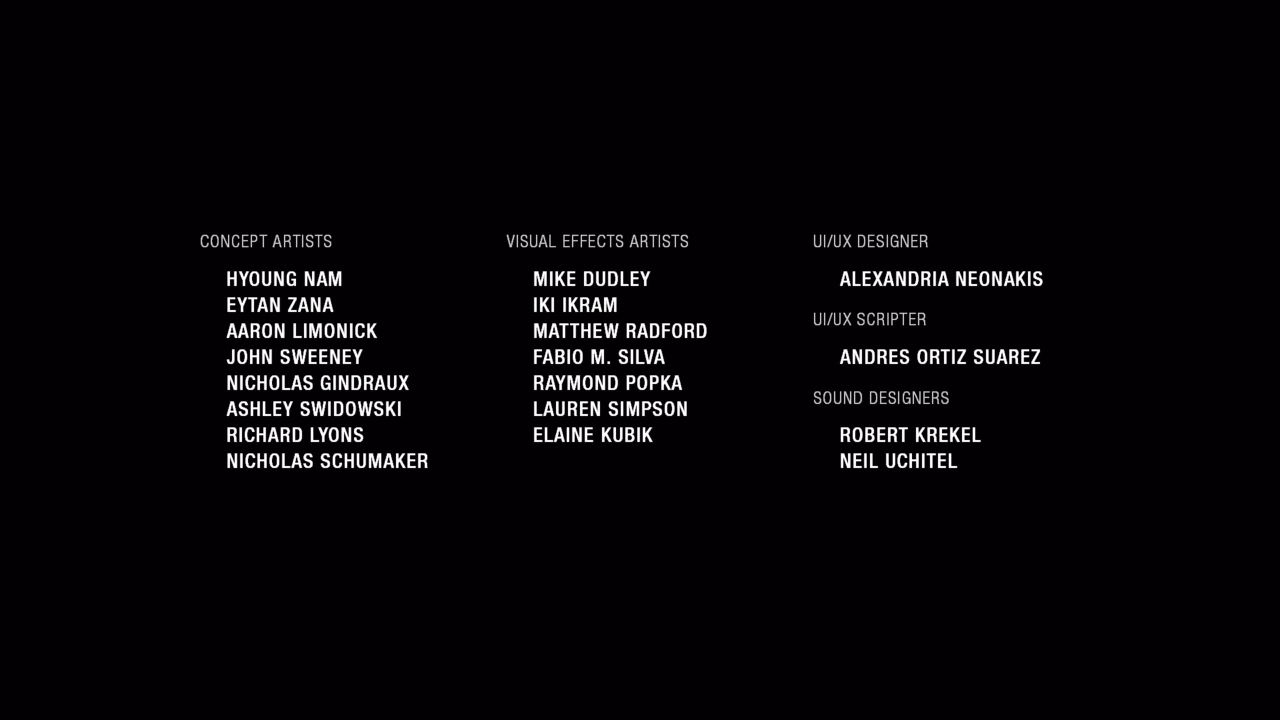 CONCEPT ARTISTS
HYOUNG NAM
EYTAN ZANA
AARON LIMONICK
JOHN SWEENEY
NICHOLAS GINDRAUX
ASHLEY SWIDOWSKI
RICHARD LYONS
NICHOLAS SCHUMAKER
VISUAL EFFECTS ARTISTS
MIKE DUDLEY
IKI IKRAM
MATTHEW RADFORD
FABIO M. SILVA
RAYMOND POPKA
LAUREN SIMPSON
ELAINE KUBIK
UI/UX DESIGNER
ALEXANDRIA NEONAKIS
UI/UX SCRIPTER
ANDRES ORTIZ SUAREZ
SOUND DESIGNERS
ROBERT KREKEL
NEIL UCHITEL